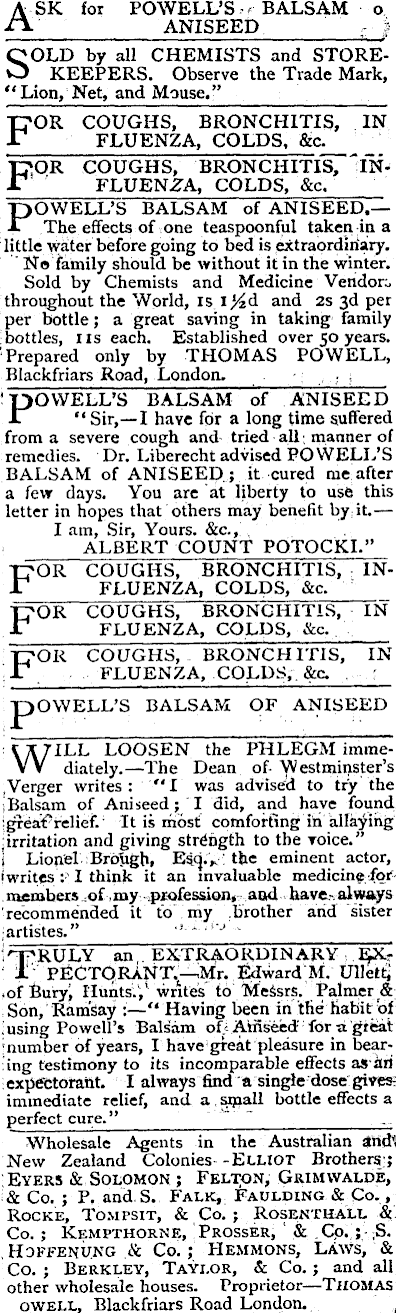 ASK for POWELL'S BALSAM o
ANISEED
SOLD by all CHEMISTS and STORE-
KEEPERS. Observe the Trade Mark,
"Lion, Net, and Mouse."
FOR COUGHS, BRONCHITIS, IN
FLUENZA, COLDS, &c.
FOR COUGHS, BRONCHITIS, IN-
FLUENZA, COLDS, &c.
POWELL'S BALSAM of ANISEED.—
The effects of one teaspoonful taken in a
little water before going to bed is extraordinary.
No family should be without it in the winter.
Sold by Chemists and Medicine Vendor.
throughout the World, 1s 1½d and 2s 3d per
per bottle; a great saving in taking family
bottles, 11s each. Established over 50 years.
Prepared only by THOMAS POWELL,
Blackfriars Road, London.
POWELL'S BALSAM of ANISEED
"Sir,—I have for a long time suffered
from a severe cough and tried all manner of
remedies. Dr. Liberecht advised POWELL'S
BALSAM of ANISEED; it cured me after
a few days. You are at liberty to use this
letter in hopes that others may benefit by it.—
I am, Sir, Yours. &c.,
ALBERT COUNT POTOCKI."
FOR COUGHS, BRONCHITIS, IN-
FLUENZA, COLDS, &c.
FOR COUGHS, BRONCHITIS, IN
FLUENZA, COLDS, &c.
FOR COUGHS, BRONCHITIS, IN
FLUENZA, COLDS, &c.
POWELL'S BALSAM OF ANISEED
WILL LOOSEN the PHLEGM imme-
diately.—The Dean of Westminster's
Verger writes: "I was advised to try the
Balsam of Aniseed; I did, and have found
great relief. It is most comforting in allaying
irritation and giving strength to the voice."
Lionel Brough, Esq., the eminent actor,
writes: I think it an invaluable medicine for
members of my profession, and have always
recommended it to my brother and sister
artistes."
TRULY an EXTRAORDINARY EX-
PECTORANT.—Mr. Edward M. Ullett,
of Bury, Hunts., writes to Messrs. Palmer &
Son, Ramsay:—"Having been in the habit of
using Powell's Balsam of Aniseed for a great
number of years, I have great pleasure in bear-
ing testimony to its incomparable effects as an
expectorant. I always find a single dose gives
immediate relief, and a small bottle effects a
perfect cure."
Wholesale Agents in the Australian and
New Zealand Colonies--ELLIOT Brothers;
EYERS & SOLOMON; FELTON, GRIMWALDE,
& Co.; P. and S. FALK, FAULDING & Co.,
ROCKE, TOMPSIT, & Co.; ROSENTHALL &
Co.; KEMPTHORNE, PROSSER, & Co.; S.
HOFFENUNG & Co.; HEMMONS, LAWS, &
Co.; BERKLEY, TAYLOR, & Co.; and all
other wholesale houses. Proprietor—THOMAS
OWELL, Blackfriars Road London.